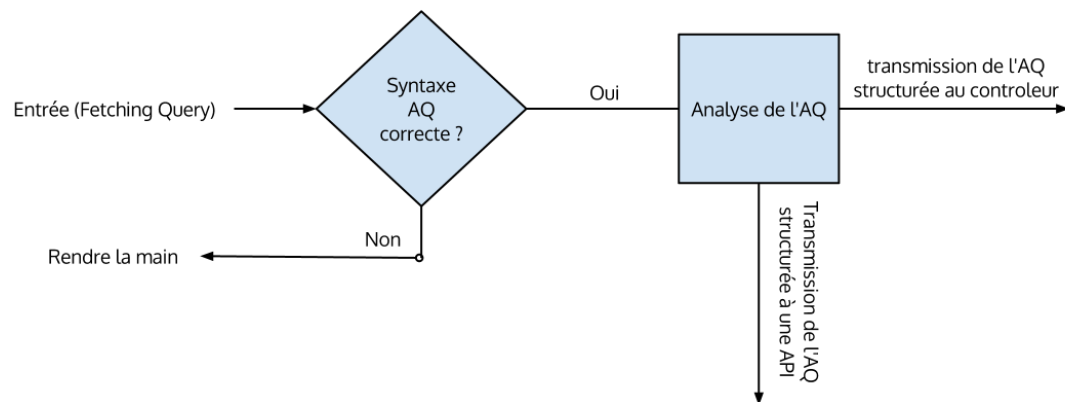 Entrée (Fetching Query)
Syntaxe
AQ
correcte ?
Oui
Analyse de l'AQ
transmission de l'AQ
structurée au controleur
Non
Rendre la main
Transmission de l'AQ
structurée à une API